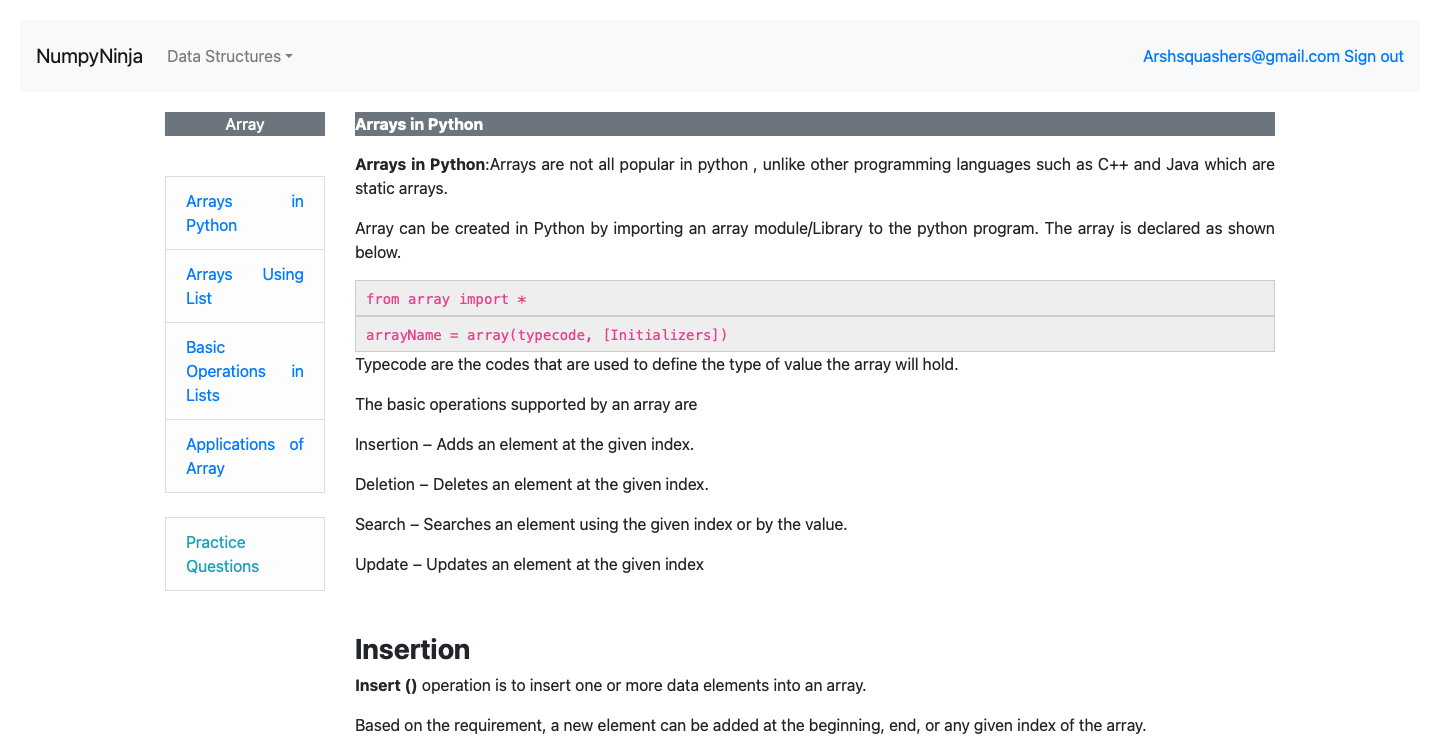 NumpyNinja Data Structures Arshsquashers@gmail.com Sign out
Array
Arrays in
Python
Arrays Using
List
Basic
Operations in
Lists
Applications of
Array
Practice
Questions
Arrays in Python
Arrays in Python:Arrays are not all popular in python , unlike other programming languages such as C++ and Java which are
static arrays.
Array can be created in Python by importing an array module/Library to the python program. The array is declared as shown
below.
from array import *
arrayName = array(typecode, [Initializers])
Typecode are the codes that are used to define the type of value the array will hold.
The basic operations supported by an array are
Insertion – Adds an element at the given index.
Deletion – Deletes an element at the given index.
Search – Searches an element using the given index or by the value.
Update – Updates an element at the given index
Insertion
Insert () operation is to insert one or more data elements into an array.
Based on the requirement, a new element can be added at the beginning, end, or any given index of the array.